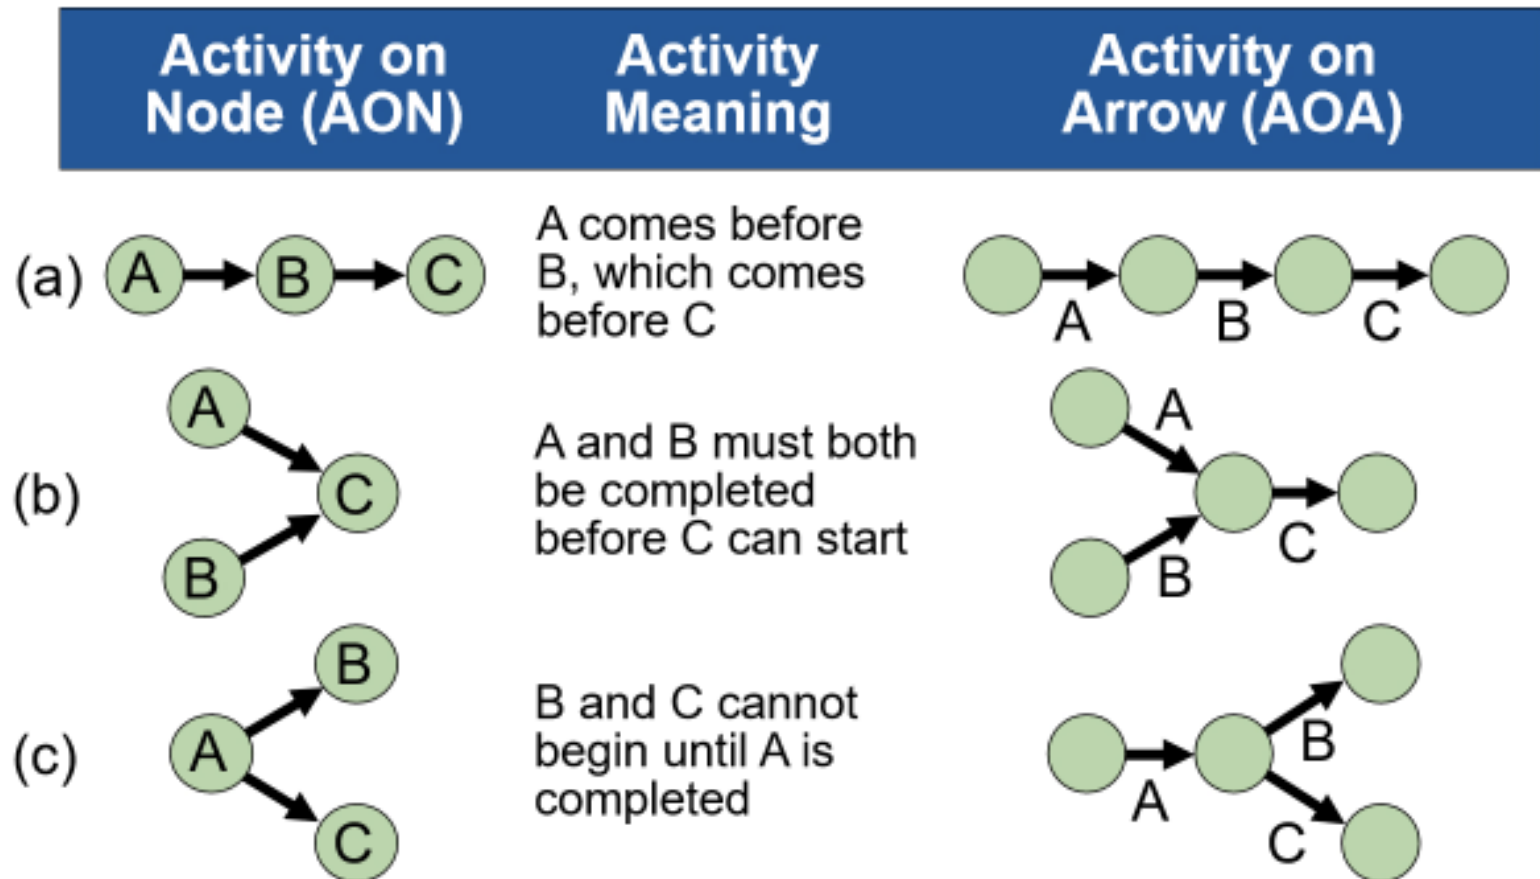 Activity on
Node (AON)
Activity
Meaning
Activity on
Arrow (AOA)
(a)
A
B
C
A comes before
B, which comes
before C
A
B
C
(b)
A
B
C
A and B must both
be completed
before C can start
A
B
C
(c)
A
B
C
B and C cannot
begin until A is
completed
A
B
C